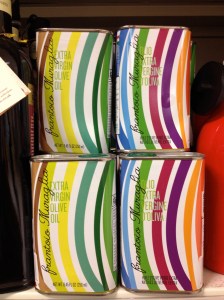 frantoio Muraglia
EXTRA
VIRGIN
OLIVE
OIL
frantoio Muraglia
OLIO
EXTRA
VERGINE
D'OLIVA
frantoio Muraglia
EXTRA
VIRGIN
OLIVE
OIL
frantoio Muraglia
OLIO
EXTRA
VERGINE
D'OLIVA